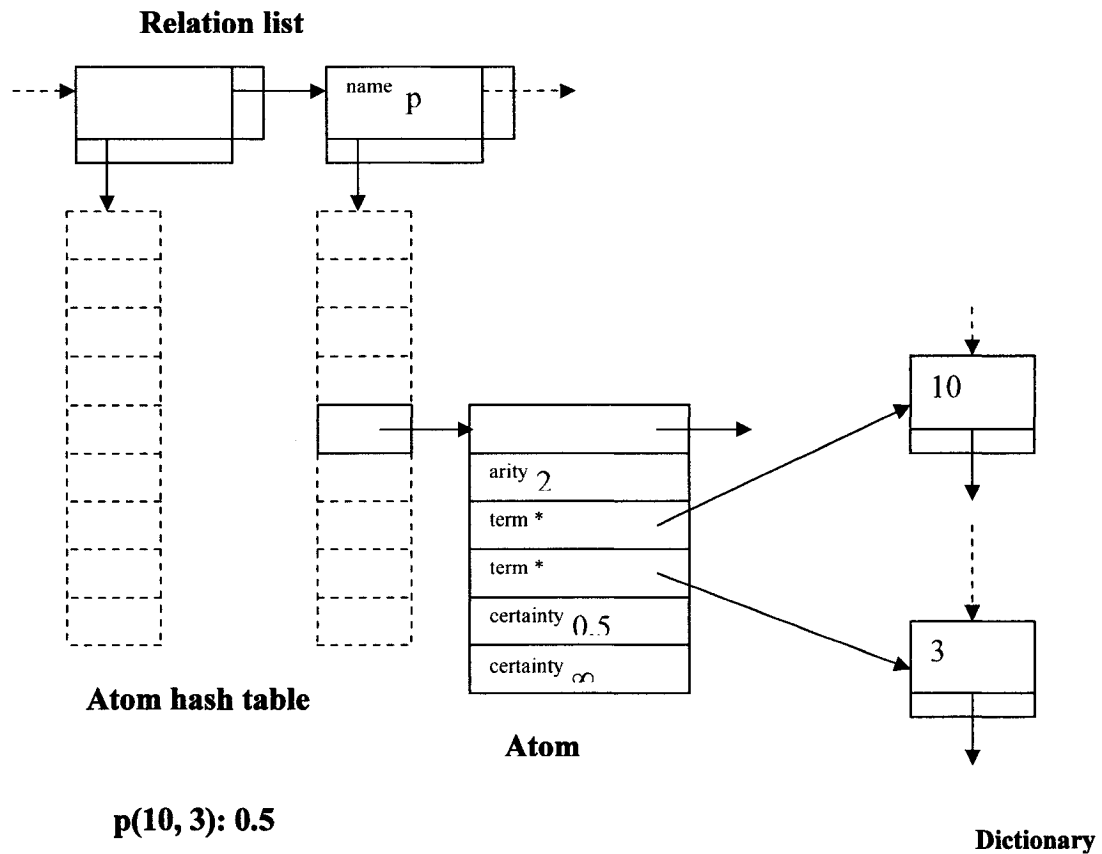 Relation list
name p
10
arity 2
term *
term *
certainty 0.5
3
certainty ∞
Atom hash table
Atom
p(10, 3): 0.5
Dictionary